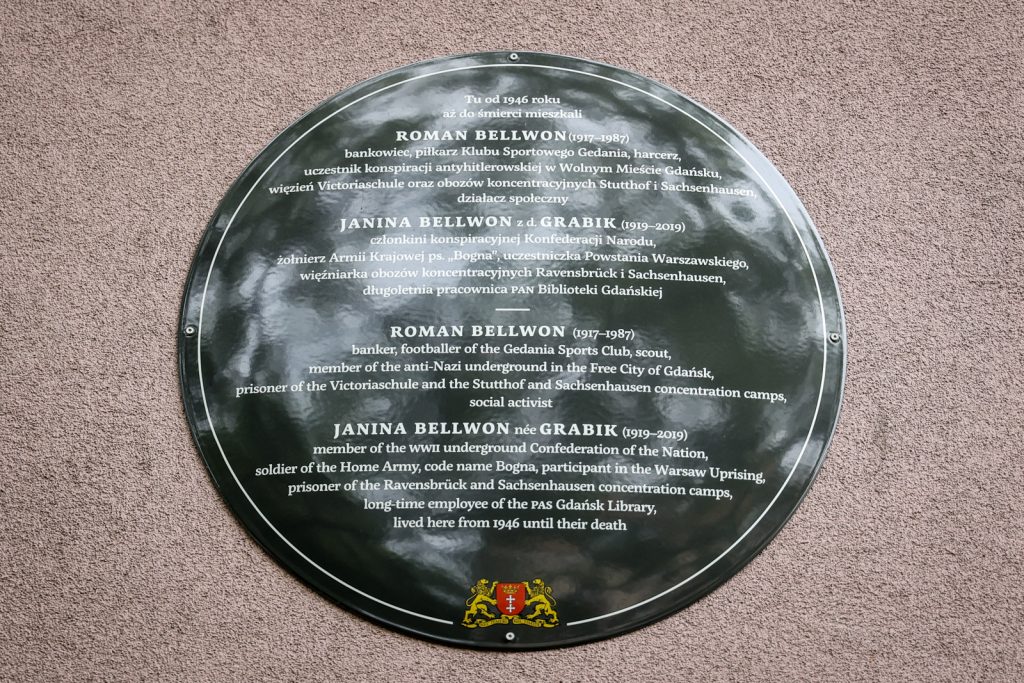 Tu od 1946 roku
aż do śmierci mieszkali
ROMAN BELLWON (1917–1987)
bankowiec, piłkarz Klubu Sportowego Gedania, harcerz,
uczestnik konspiracji antyhitlerowskiej w Wolnym Mieście Gdańsku,
więzień Victoriaschule oraz obozów koncentracyjnych Stutthof i Sachsenhausen,
działacz społeczny
JANINA BELLWON z d. GRABIK (1919–2019)
członkini konspiracyjnej Konfederacji Narodu,
żołnierz Armii Krajowej ps. „Bogna”, uczestniczka Powstania Warszawskiego,
więźniarka obozów koncentracyjnych Ravensbrück i Sachsenhausen,
długoletnia pracownica PAN Biblioteki Gdańskiej
ROMAN BELLWON (1917–1987)
banker, footballer of the Gedania Sports Club, scout,
member of the anti-Nazi underground in the Free City of Gdańsk,
prisoner of the Victoriaschule and the Stutthof and Sachsenhausen concentration camps,
social activist
JANINA BELLWON née GRABIK (1919–2019)
member of the WWII underground Confederation of the Nation,
soldier of the Home Army, code name Bogna, participant in the Warsaw Uprising,
prisoner of the Ravensbrück and Sachsenhausen concentration camps,
long-time employee of the PAS Gdańsk Library,
lived here from 1946 until their death